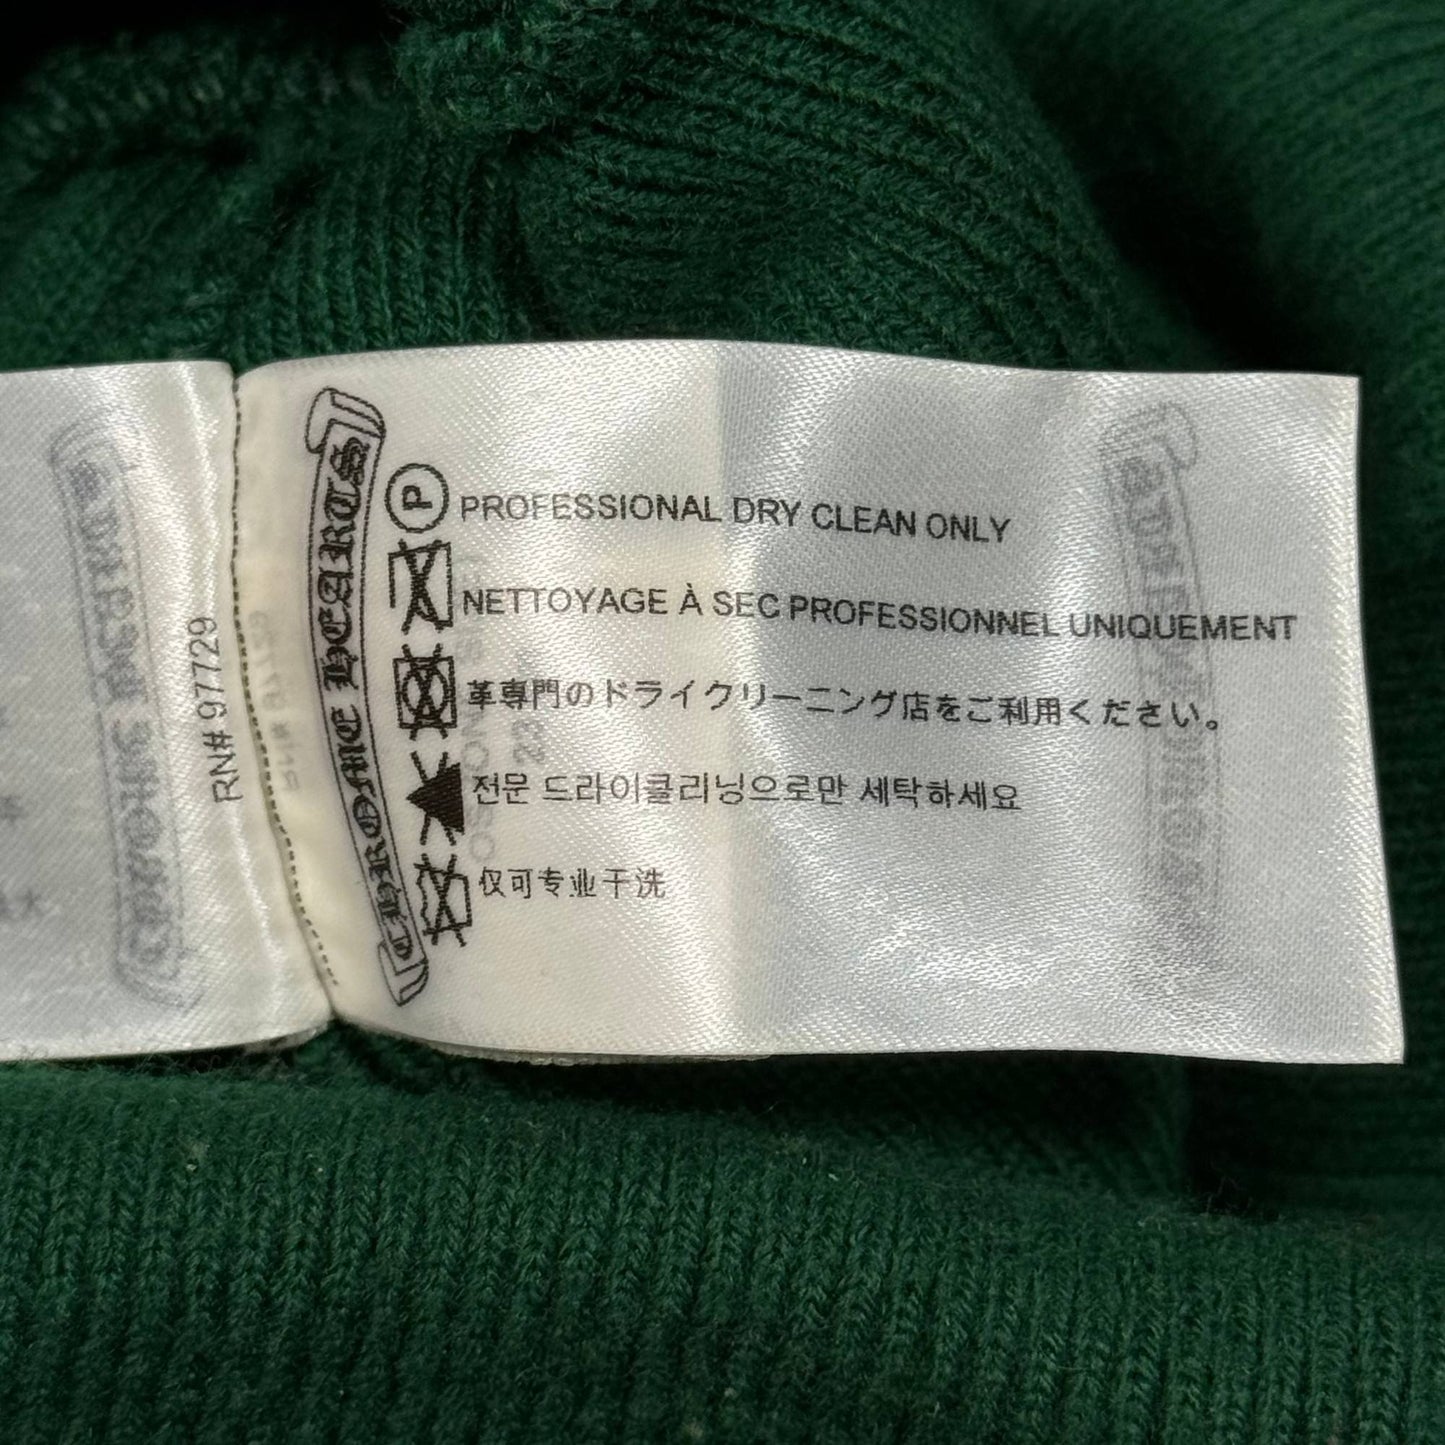 CHROME HEARTS
PROFESSIONAL DRY CLEAN ONLY
NETTOYAGE À SEC PROFESSIONNEL UNIQUEMENT
革専門のドライクリーニング店をご利用ください。
전문 드라이클리닝으로만 세탁하세요
仅可专业干洗
P
RN# 97729